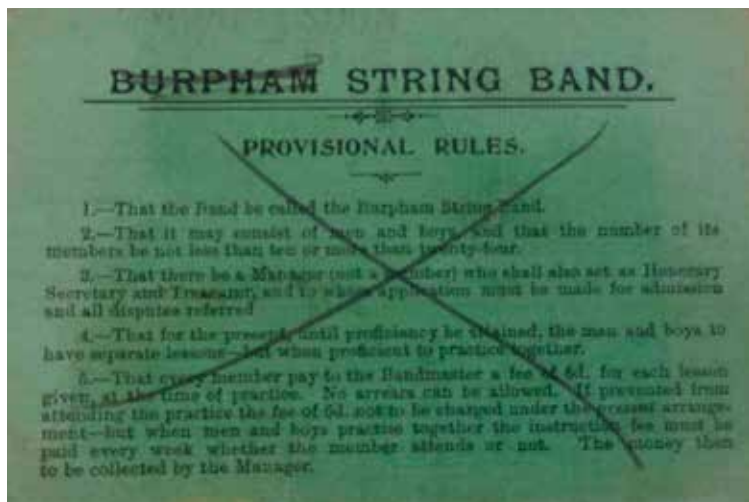 BURPHAM STRING BAND.
PROVISIONAL RULES.
1.—That the Band be called the Burpham String Band.
2.—That it may consist of men and boys, and that the number of its
members be not less than ten or more than twenty-four.
3.—That there be a Manager (not a member) who shall also act as Honorary
Secretary and Treasurer, and to whom application must be made for admission
and all disputes referred
4.—That for the present, until proficiency be attained, the men and boys to
have separate lessons—but when proficient to practice together.
5.—That every member pay to the Bandmaster a fee of 6d. for each lesson
given, at the time of practice. No arrears can be allowed. If prevented from
attending the practice the fee of 6d. not to be charged under the present arrange-
ment—but when men and boys practise together the instruction fee must be
paid every week whether the member attends or not. The money then
to be collected by the Manager.